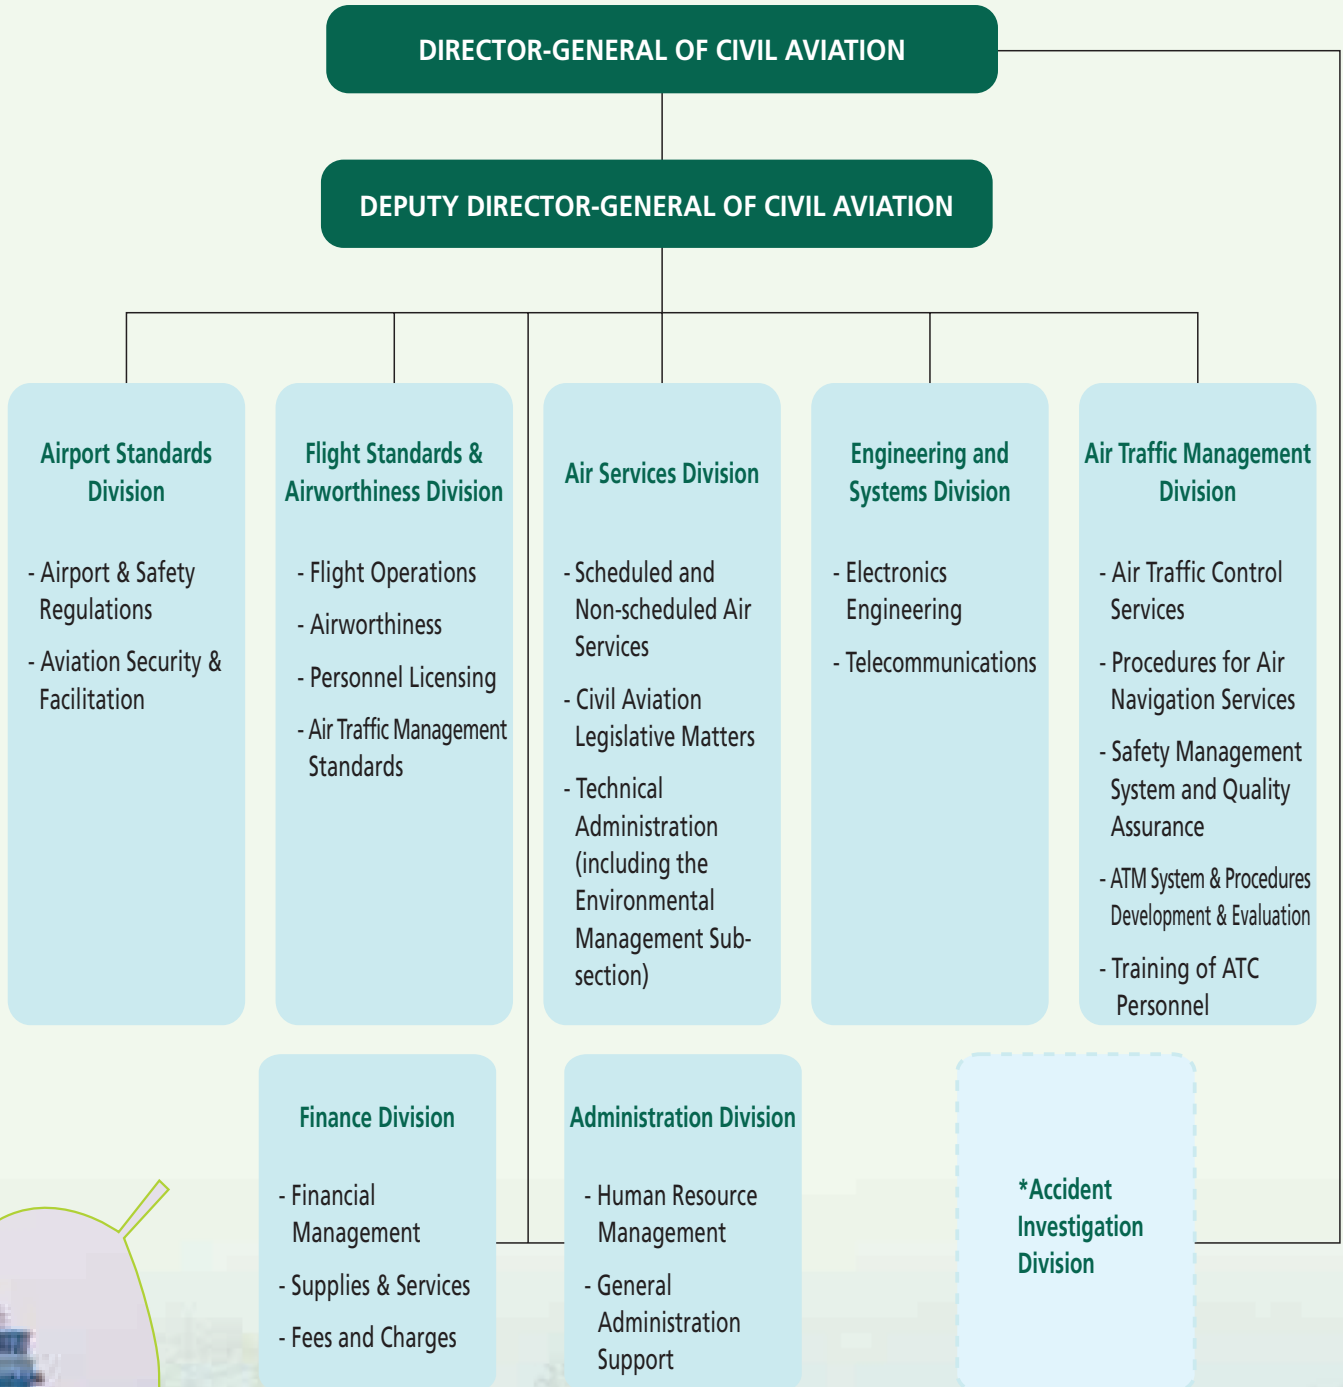 DIRECTOR-GENERAL OF CIVIL AVIATION
DEPUTY DIRECTOR-GENERAL OF CIVIL AVIATION
Airport Standards
Division
- Airport & Safety
Regulations
- Aviation Security &
Facilitation
Flight Standards &
Airworthiness Division
- Flight Operations
- Airworthiness
- Personnel Licensing
- Air Traffic Management
Standards
Air Services Division
- Scheduled and
Non-scheduled Air
Services
- Civil Aviation
Legislative Matters
- Technical
Administration
(including the
Environmental
Management Sub-
section)
Engineering and
Systems Division
- Electronics
Engineering
- Telecommunications
Air Traffic Management
Division
- Air Traffic Control
Services
- Procedures for Air
Navigation Services
- Safety Management
System and Quality
Assurance
- ATM System & Procedures
Development & Evaluation
- Training of ATC
Personnel
Finance Division
- Financial
Management
- Supplies & Services
- Fees and Charges
Administration Division
- Human Resource
Management
- General
Administration
Support
*Accident
Investigation
Division